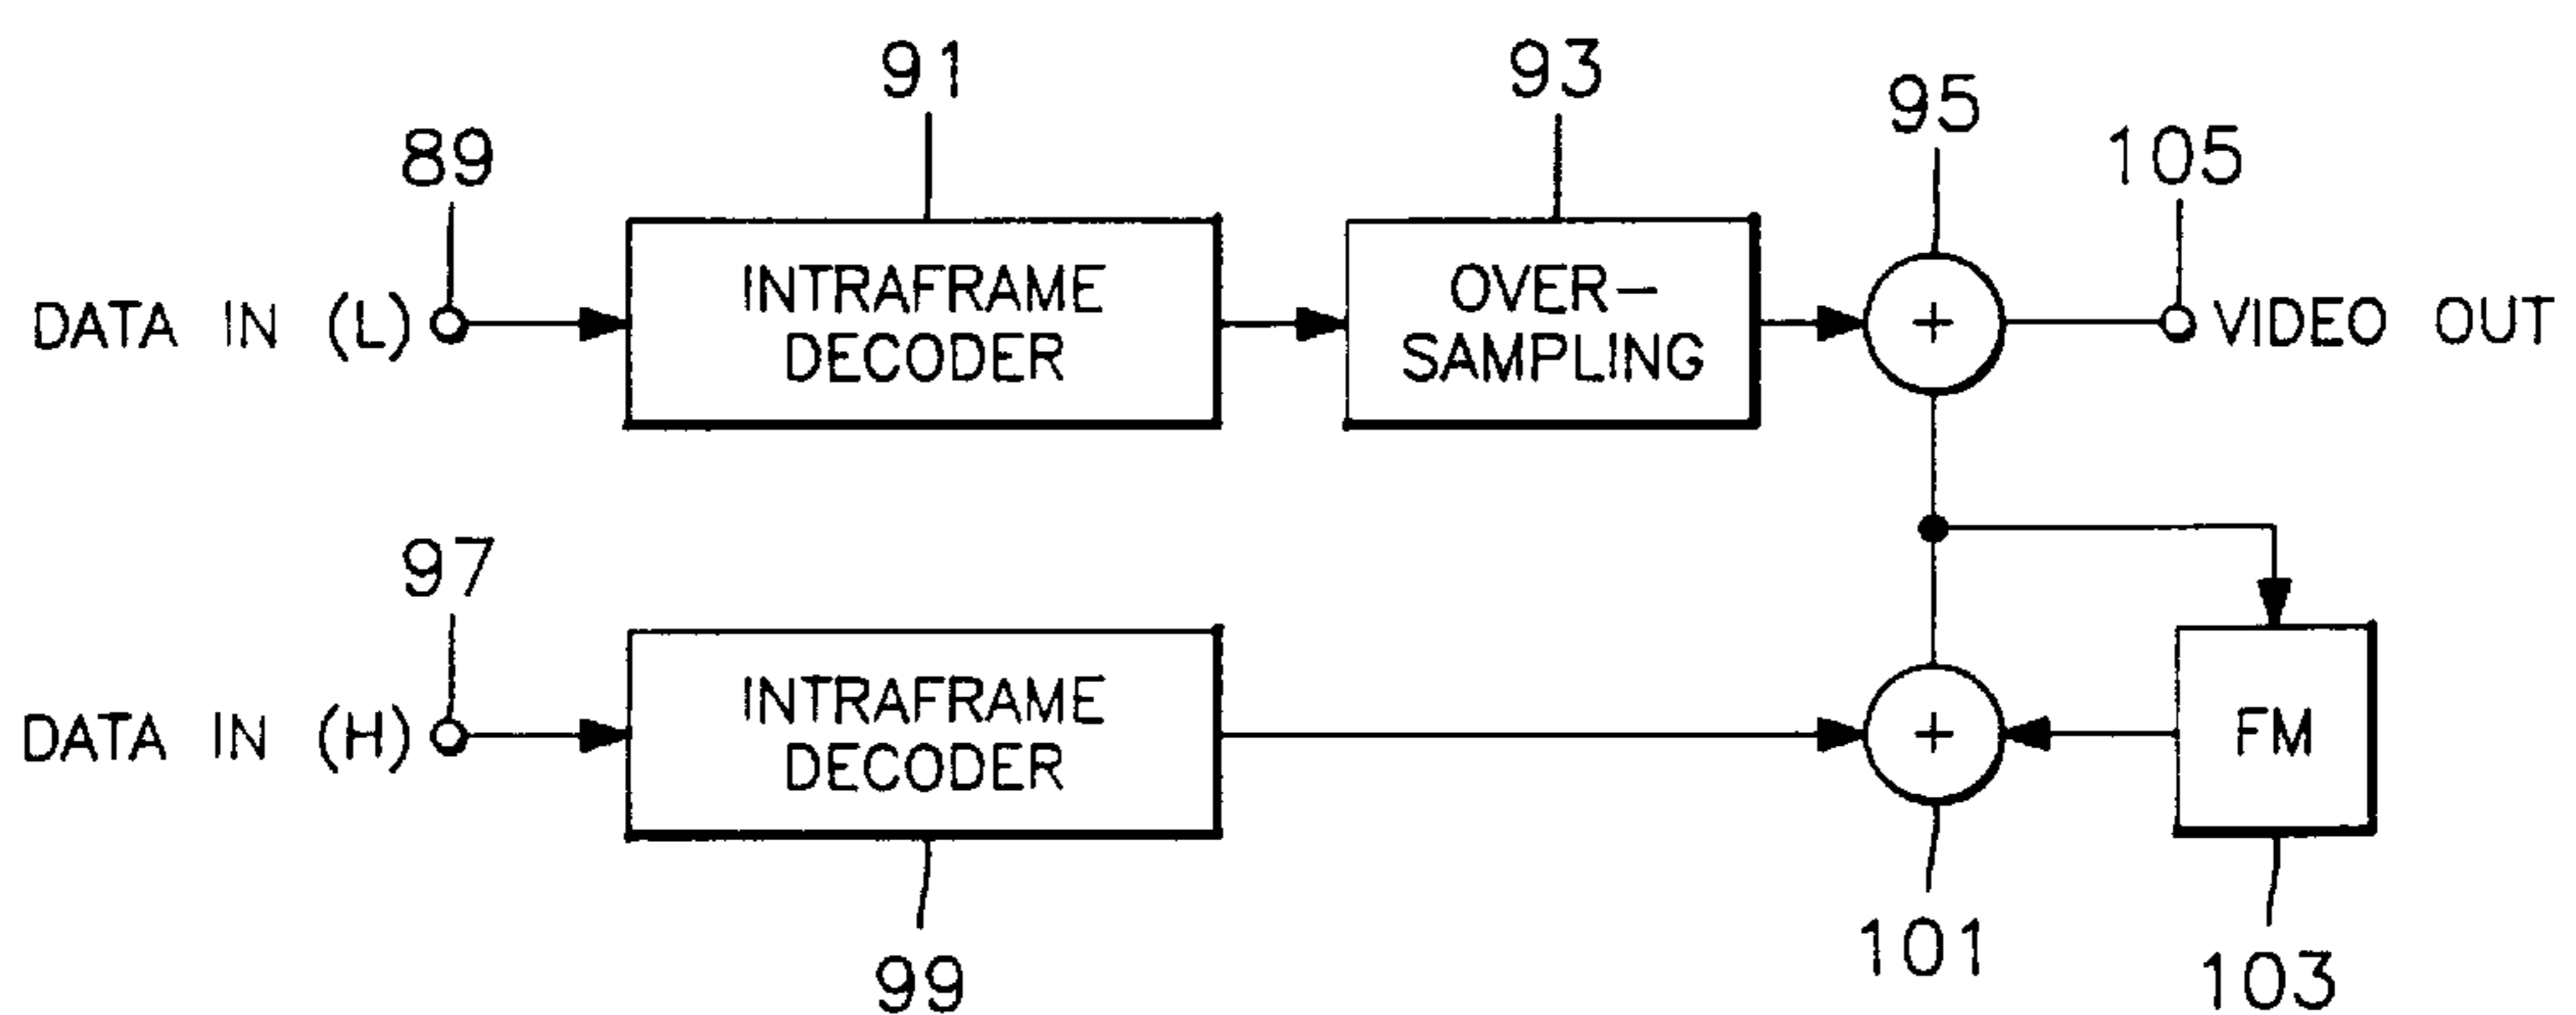 91
93
95
105
89
DATA IN (L)
INTRAFRAME
DECODER
OVER-
SAMPLING
+
VIDEO OUT
97
DATA IN (H)
INTRAFRAME
DECODER
+
FM
99
101
103